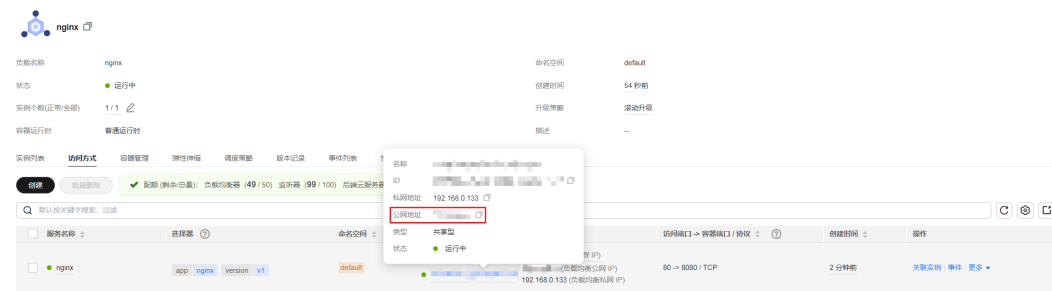 nginx
负载名称 nginx 命名空间 default
状态 运行中 创建时间 54 秒前
实例个数(正常/全部) 1 / 1 升级策略 滚动升级
容器运行时 普通运行时 描述 --
实例列表 访问方式 容器管理 弹性伸缩 调度策略 版本记录 事件列表
创建 批量删除 配额 (剩余/总量): 负载均衡器 (49 / 50) 监听器 (99 / 100) 后端云服务器
默认按关键字搜索、过滤
名称
ID
私网地址 192.168.0.133
公网地址
类型 共享型
状态 运行中
服务名称 选择器 命名空间 访问端口 -> 容器端口 / 协议 创建时间 操作
nginx app nginx version v1 default IP) 80 -> 8080 / TCP 2 分钟前 关联实例 事件 更多
(负载均衡公网 IP)
192.168.0.133 (负载均衡私网 IP)